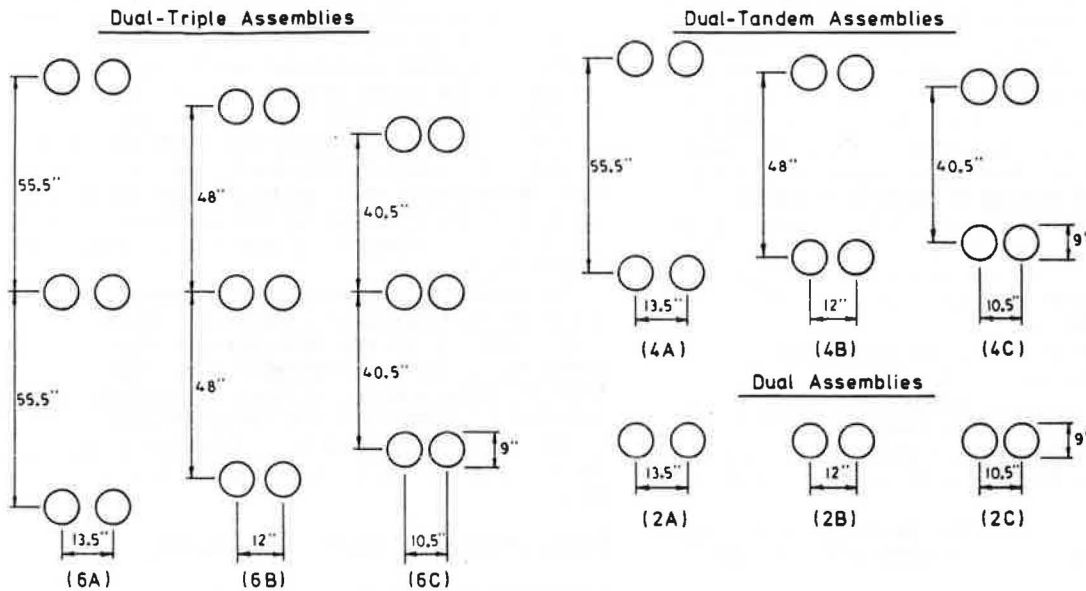 Dual-Triple Assemblies
55.5"
55.5"
13.5"
(6A)
48"
48"
12"
(6B)
40.5"
40.5"
9"
10.5"
(6C)
Dual-Tandem Assemblies
55.5"
13.5"
(4A)
48"
12"
(4B)
40.5"
9"
10.5"
(4C)
Dual Assemblies
13.5"
(2A)
12"
(2B)
9"
10.5"
(2C)